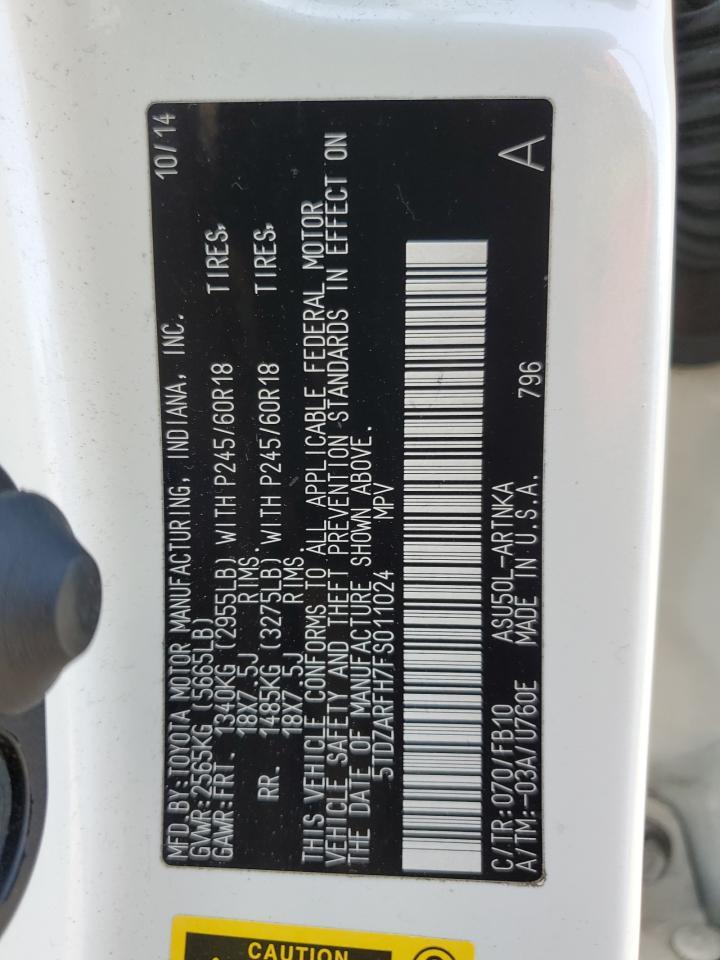 MFD.BY:TOYOTA MOTOR MANUFACTURING, INDIANA, INC. 10/14
GVWR:2565KG (5665LB)
GAWR:FRT. 1340KG (2955LB) WITH P245/60R18 TIRES,
18X7.5J RIMS.
RR. 1485KG (3275LB) WITH P245/60R18 TIRES,
18X7.5J RIMS.
THIS VEHICLE CONFORMS TO ALL APPLICABLE FEDERAL MOTOR
VEHICLE SAFETY AND THEFT PREVENTION STANDARDS IN EFFECT ON
THE DATE OF MANUFACTURE SHOWN ABOVE.
5TDZARFH7FS011024 MPV
C/TR:070/FB10 ASU50L-ARTNKA
A/TM:-03A/U760E MADE IN U.S.A. 796 A
CAUTION